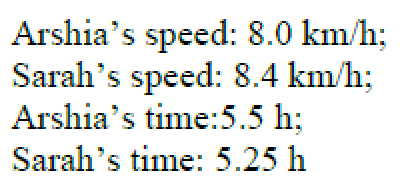 Arshia’s speed: 8.0 km/h;
Sarah’s speed: 8.4 km/h;
Arshia’s time:5.5 h;
Sarah’s time: 5.25 h